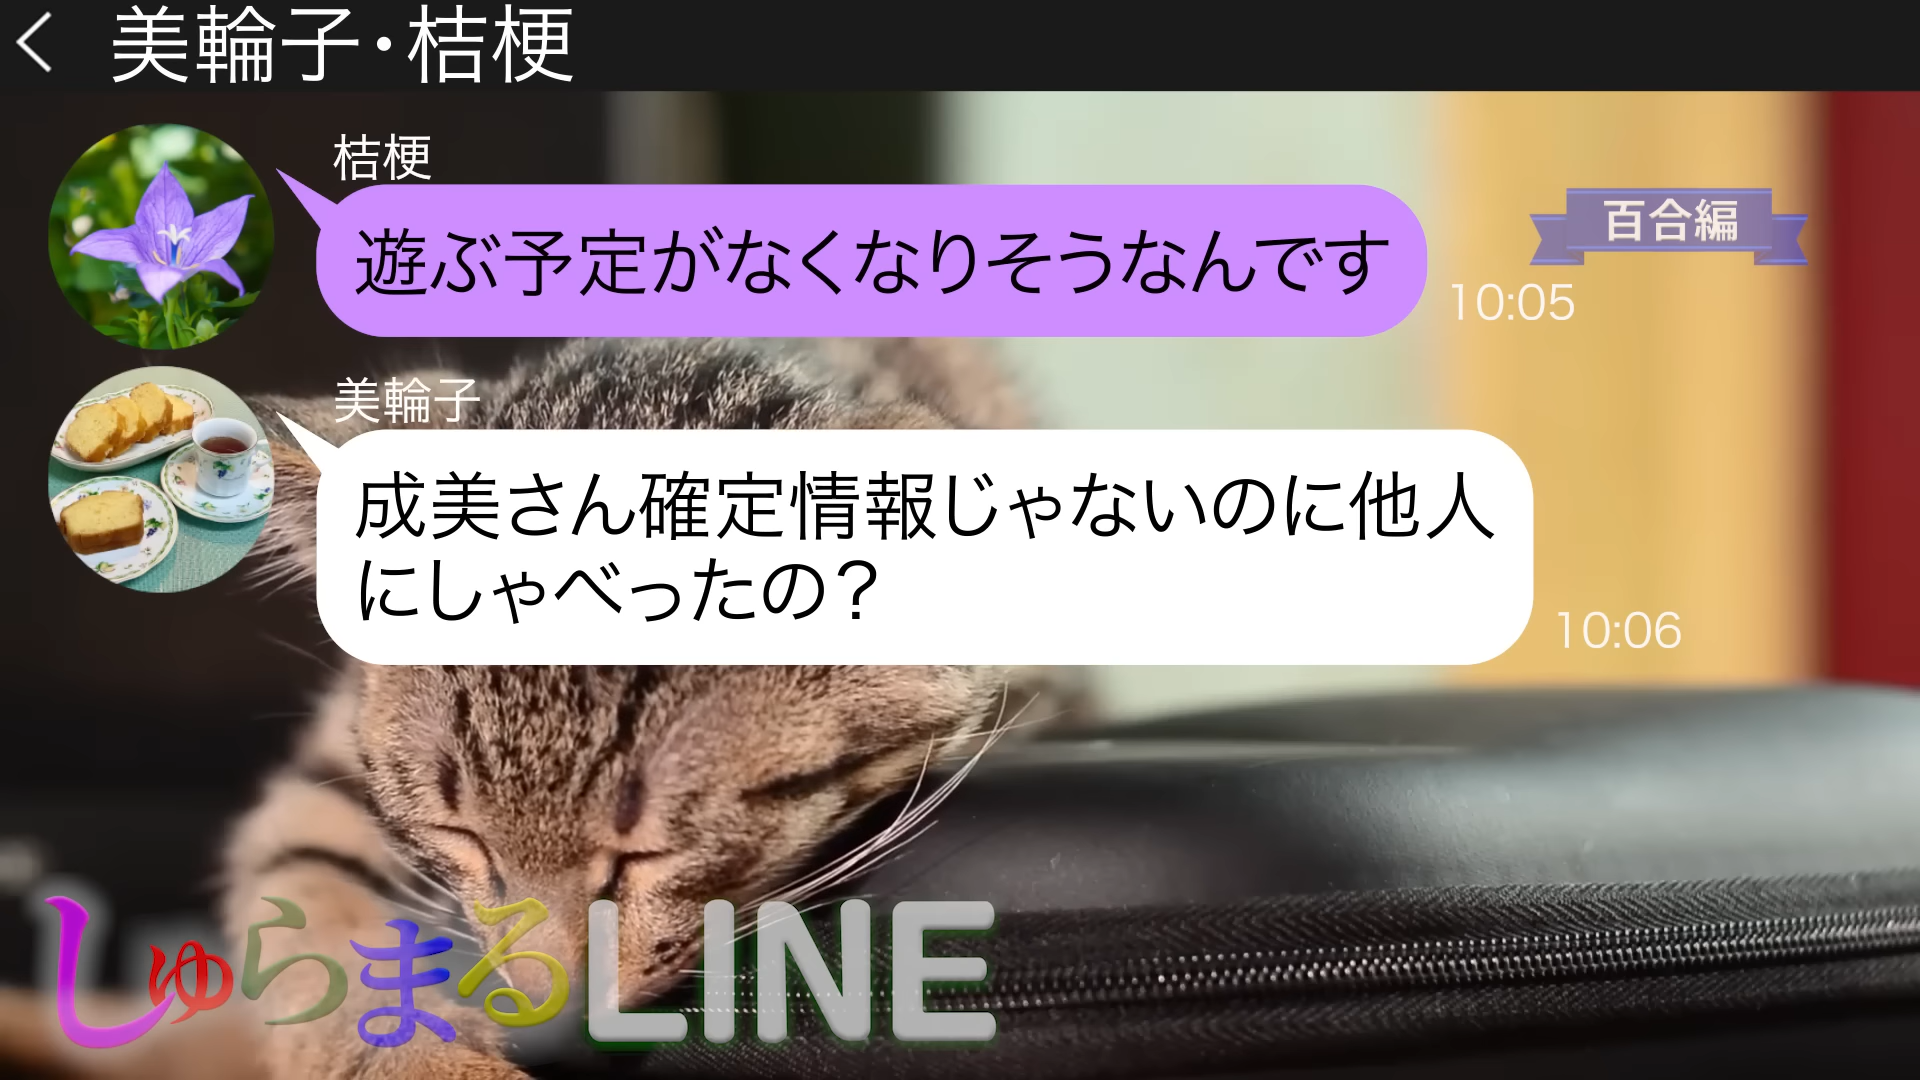 美輪子・桔梗
桔梗
遊ぶ予定がなくなりそうなんです
百合編
10:05
美輪子
成美さん確定情報じゃないのに他人
にしゃべったの？
10:06
しゅらまるLINE